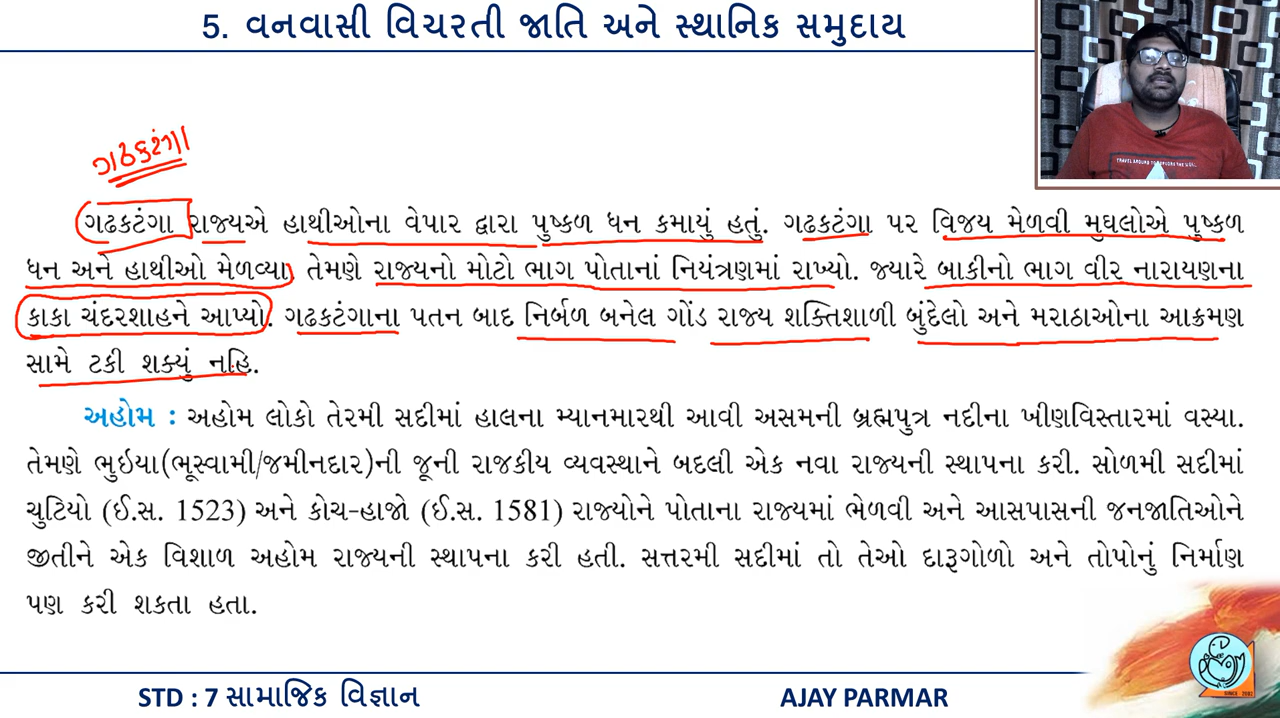 5. વનવાસી વિચરતી જાતિ અને સ્થાનિક સમુદાય
ગઢકટંગા
ગઢકટંગા રાજ્યએ હાથીઓના વેપાર દ્વારા પુષ્કળ ધન કમાયું હતું. ગઢકટંગા પર વિજય મેળવી મુઘલોએ પુષ્કળ
ધન અને હાથીઓ મેળવ્યા, તેમણે રાજ્યનો મોટો ભાગ પોતાનાં નિયંત્રણમાં રાખ્યો. જ્યારે બાકીનો ભાગ વીર નારાયણના
કાકા ચંદરશાહને આપ્યો. ગઢકટંગાના પતન બાદ નિર્બળ બનેલ ગોંડ રાજ્ય શક્તિશાળી બુંદેલો અને મરાઠાઓના આક્રમણ
સામે ટકી શક્યું નહિ.
અહોમ : અહોમ લોકો તેરમી સદીમાં હાલના મ્યાનમારથી આવી અસમની બ્રહ્મપુત્ર નદીના ખીણવિસ્તારમાં વસ્યા.
તેમણે ભુઇયા(ભૂસ્વામી/જમીનદાર)ની જૂની રાજકીય વ્યવસ્થાને બદલી એક નવા રાજ્યની સ્થાપના કરી. સોળમી સદીમાં
ચુટિયો (ઈ.સ. 1523) અને કોચ-હાજો (ઈ.સ. 1581) રાજ્યોને પોતાના રાજ્યમાં ભેળવી અને આસપાસની જનજાતિઓને
જીતીને એક વિશાળ અહોમ રાજ્યની સ્થાપના કરી હતી. સત્તરમી સદીમાં તો તેઓ દારૂગોળો અને તોપોનું નિર્માણ
પણ કરી શકતા હતા.
STD : 7 સામાજિક વિજ્ઞાન
AJAY PARMAR